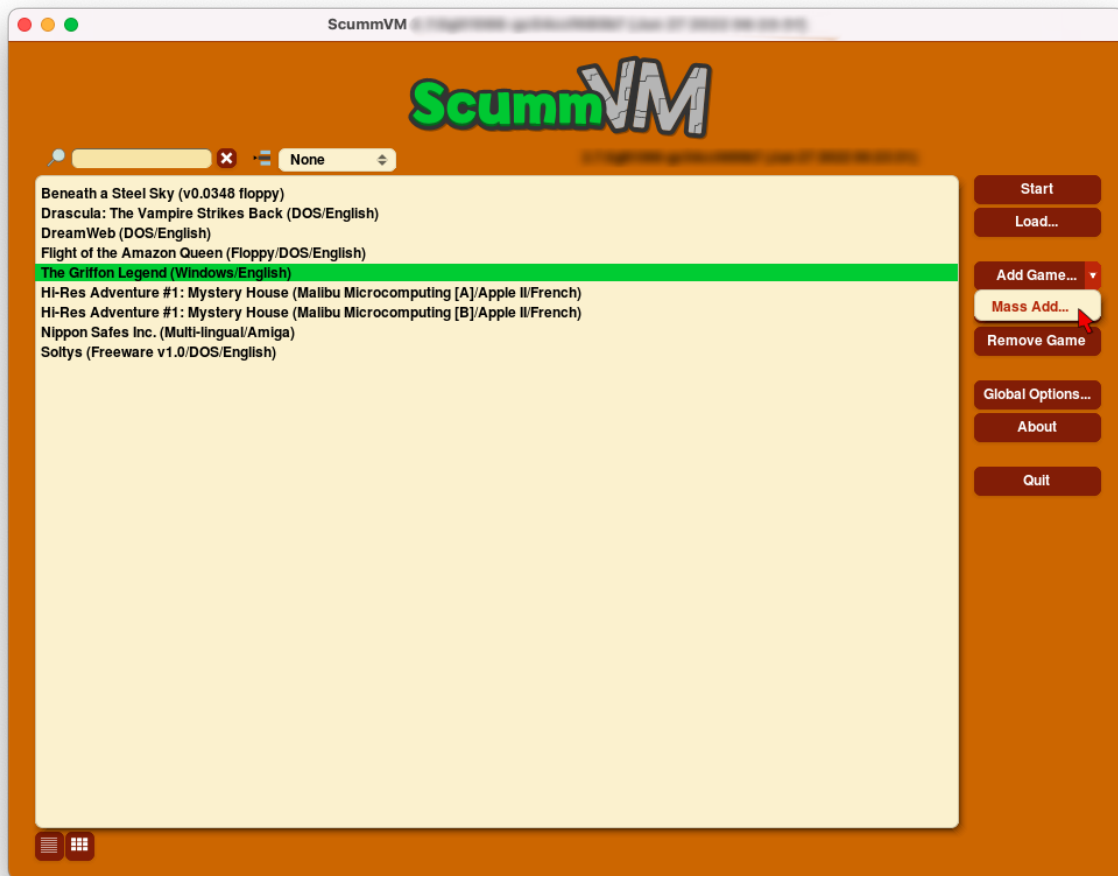 ScummVM
ScummVM
None
Beneath a Steel Sky (v0.0348 floppy)
Drascula: The Vampire Strikes Back (DOS/English)
DreamWeb (DOS/English)
Flight of the Amazon Queen (Floppy/DOS/English)
The Griffon Legend (Windows/English)
Hi-Res Adventure #1: Mystery House (Malibu Microcomputing [A]/Apple II/French)
Hi-Res Adventure #1: Mystery House (Malibu Microcomputing [B]/Apple II/French)
Nippon Safes Inc. (Multi-lingual/Amiga)
Soltys (Freeware v1.0/DOS/English)
Start
Load...
Add Game...
Mass Add...
Remove Game
Global Options...
About
Quit